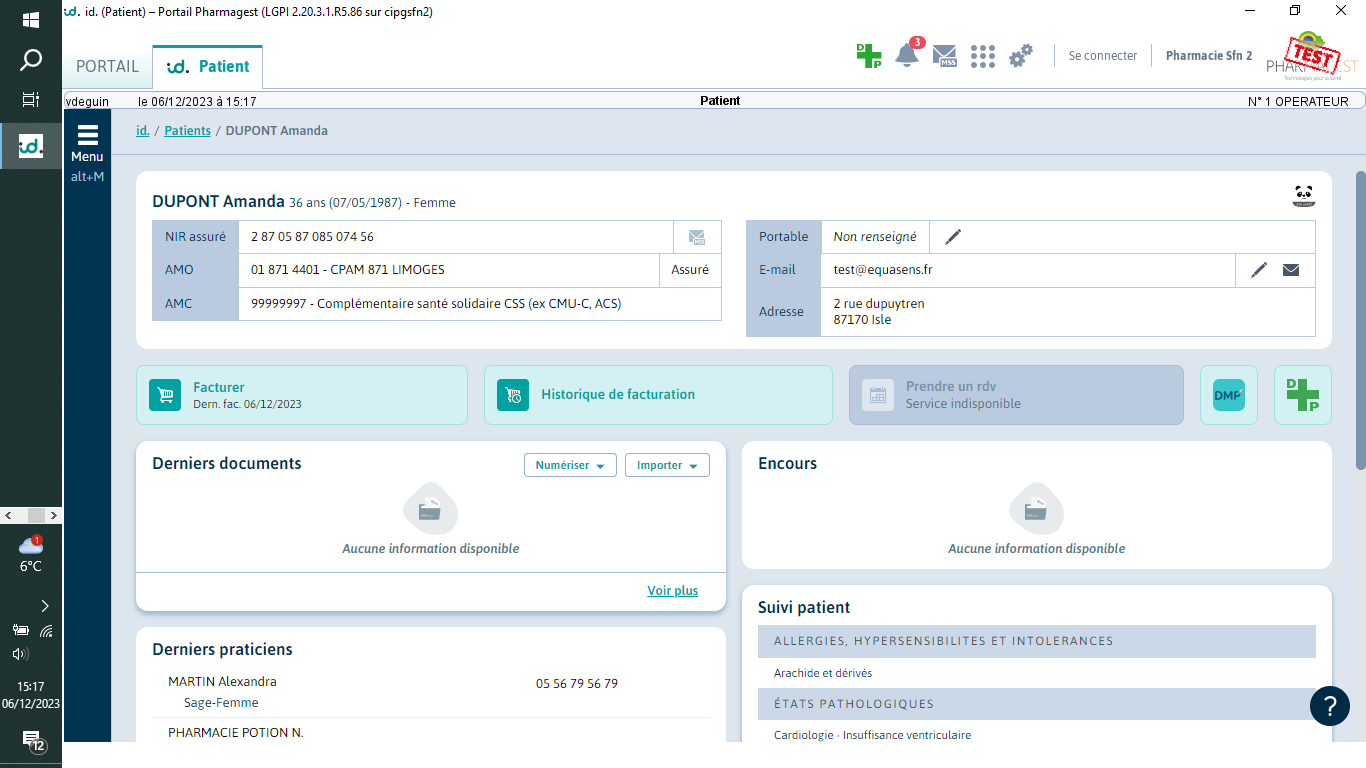 id. id. (Patient) – Portail Pharmagest (LGPI 2.20.3.1.R5.86 sur cipgsfn2)
PORTAIL
id. Patient
D P
3
MSS
Se connecter
Pharmacie Sfn 2
TEST
PHARMAGEST
Technologies pour la santé
vdeguin
le 06/12/2023 à 15:17
Patient
N° 1 OPERATEUR
id.
Menu
alt+M
id. / Patients / DUPONT Amanda
DUPONT Amanda 36 ans (07/05/1987) - Femme
NIR assuré 2 87 05 87 085 074 56
AMO 01 871 4401 - CPAM 871 LIMOGES Assuré
AMC 99999997 - Complémentaire santé solidaire CSS (ex CMU-C, ACS)
Portable Non renseigné
E-mail test@equasens.fr
Adresse 2 rue dupuytren
87170 Isle
Facturer
Dern. fac. 06/12/2023
Historique de facturation
Prendre un rdv
Service indisponible
DMP
D P
Derniers documents
Numériser
Importer
Aucune information disponible
Voir plus
Encours
Aucune information disponible
Derniers praticiens
MARTIN Alexandra 05 56 79 56 79
Sage-Femme
PHARMACIE POTION N.
Suivi patient
ALLERGIES, HYPERSENSIBILITES ET INTOLERANCES
Arachide et dérivés
ÉTATS PATHOLOGIQUES
Cardiologie - Insuffisance ventriculaire
?
1
6°C
15:17
06/12/2023
12